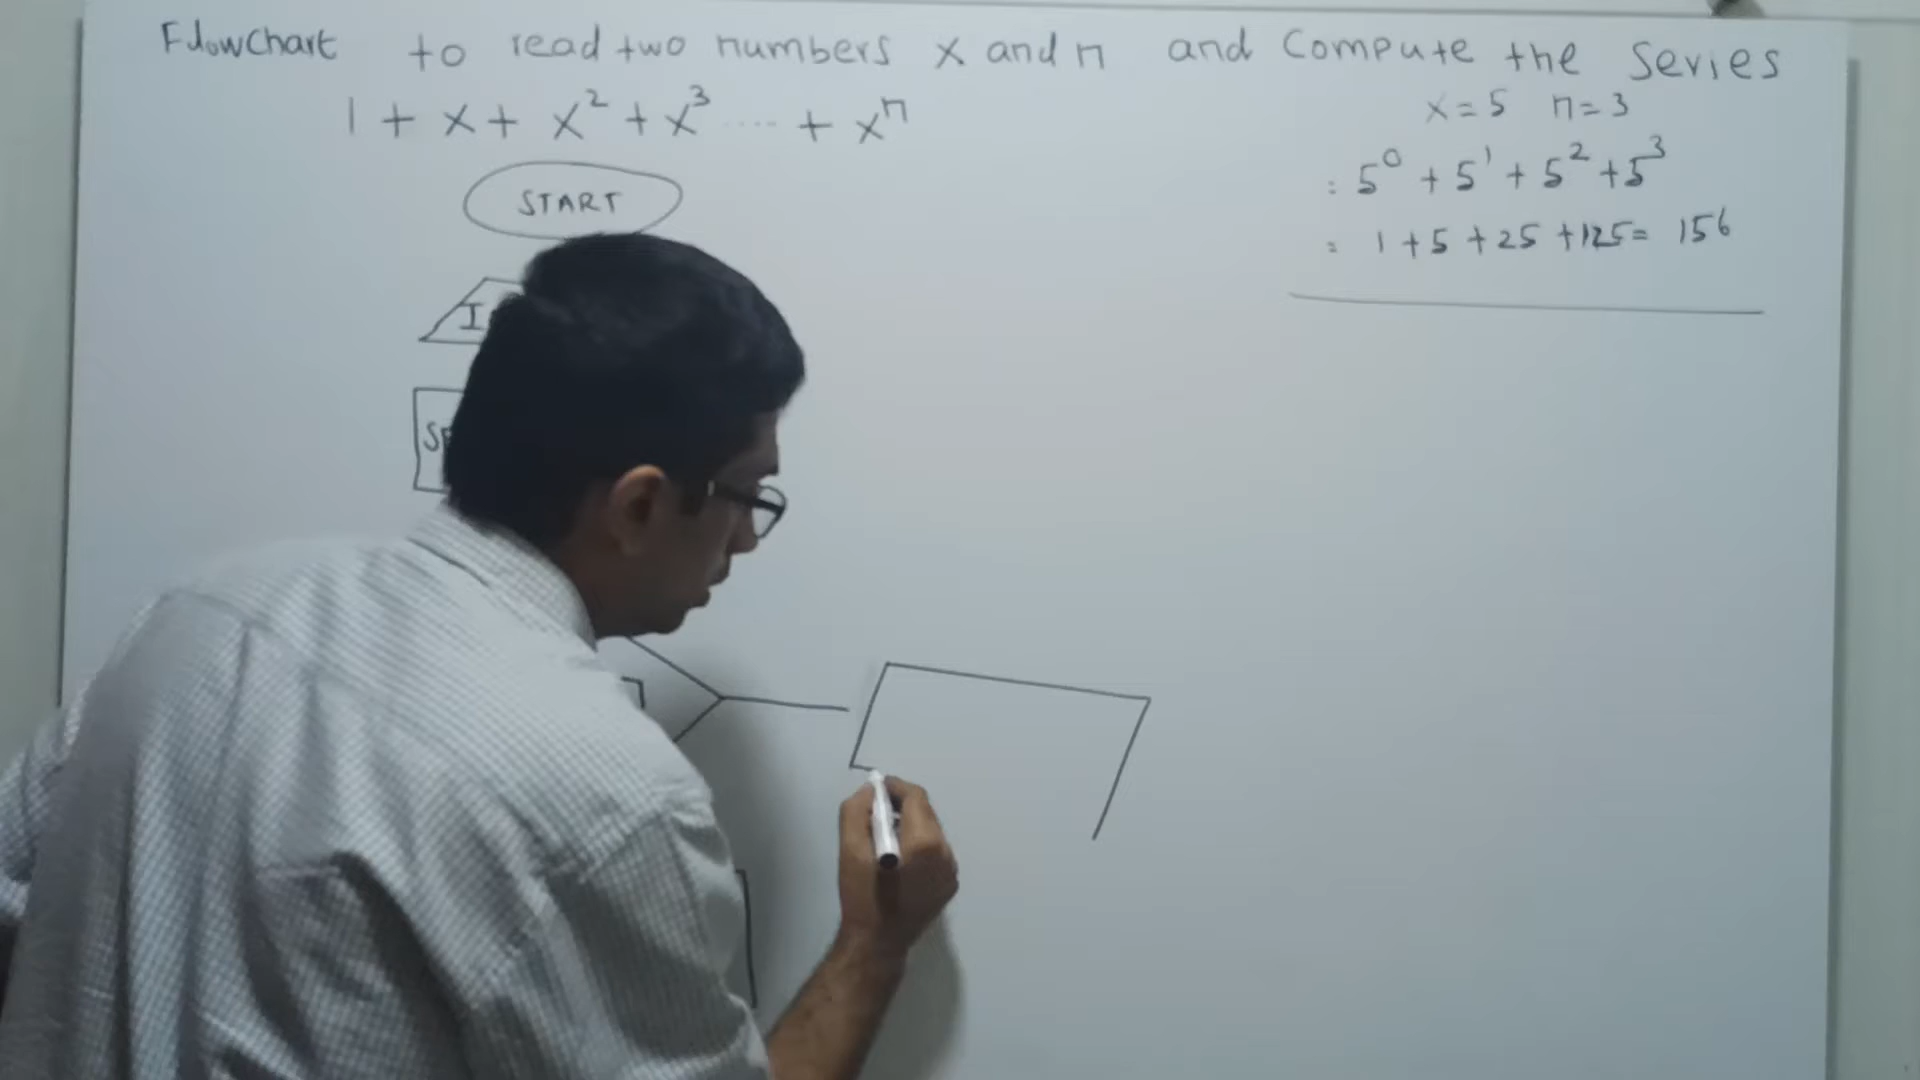 Flowchart to read two numbers x and n and Compute the Series
1 + x + x² + x³ .... + xⁿ
x = 5 n = 3
: 5⁰ + 5¹ + 5² + 5³
= 1 + 5 + 25 + 125 = 156
START
I